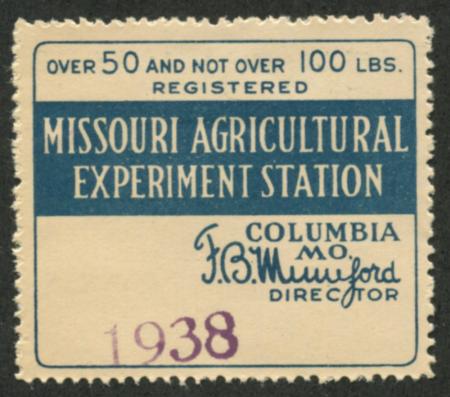 OVER 50 AND NOT OVER 100 LBS.
REGISTERED
MISSOURI AGRICULTURAL
EXPERIMENT STATION
COLUMBIA
MO.
F.B. Mumford
DIRECTOR
1938